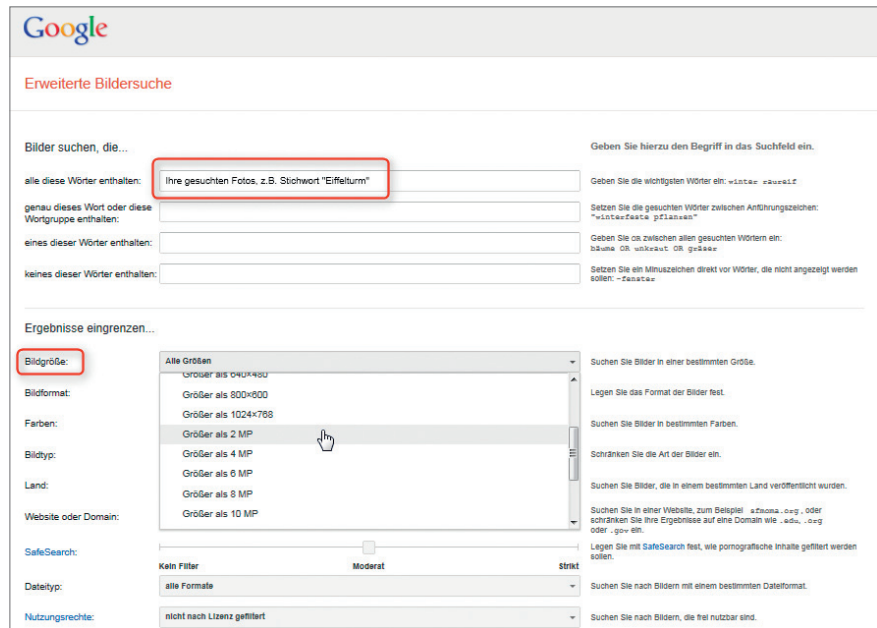 Google
Erweiterte Bildersuche
Bilder suchen, die...
Geben Sie hierzu den Begriff in das Suchfeld ein.
alle diese Wörter enthalten:
Ihre gesuchten Fotos, z.B. Stichwort "Eiffelturm"
Geben Sie die wichtigsten Wörter ein: winter raureif
genau dieses Wort oder diese
Wortgruppe enthalten:
Setzen Sie die gesuchten Wörter zwischen Anführungszeichen:
"winterfeste pflanzen"
eines dieser Wörter enthalten:
Geben Sie OR zwischen allen gesuchten Wörtern ein:
bäume OR unkraut OR gräser
keines dieser Wörter enthalten:
Setzen Sie ein Minuszeichen direkt vor Wörter, die nicht angezeigt werden
sollen: -fenster
Ergebnisse eingrenzen...
Bildgröße:
Alle Größen
Suchen Sie Bilder in einer bestimmten Größe.
Größer als 640×480
Größer als 800×600
Bildformat:
Legen Sie das Format der Bilder fest.
Größer als 1024×768
Farben:
Suchen Sie Bilder in bestimmten Farben.
Größer als 2 MP
Größer als 4 MP
Bildtyp:
Schränken Sie die Art der Bilder ein.
Größer als 6 MP
Land:
Suchen Sie Bilder, die in einem bestimmten Land veröffentlicht wurden.
Größer als 8 MP
Größer als 10 MP
Website oder Domain:
Suchen Sie in einer Website, zum Beispiel sfmoma.org, oder
schränken Sie Ihre Ergebnisse auf eine Domain wie .edu, .org
oder .gov ein.
SafeSearch:
Kein Filter
Moderat
Strikt
Legen Sie mit SafeSearch fest, wie pornografische Inhalte gefiltert werden
sollen.
Dateityp:
alle Formate
Suchen Sie nach Bildern mit einem bestimmten Dateiformat.
Nutzungsrechte:
nicht nach Lizenz gefiltert
Suchen Sie nach Bildern, die frei nutzbar sind.